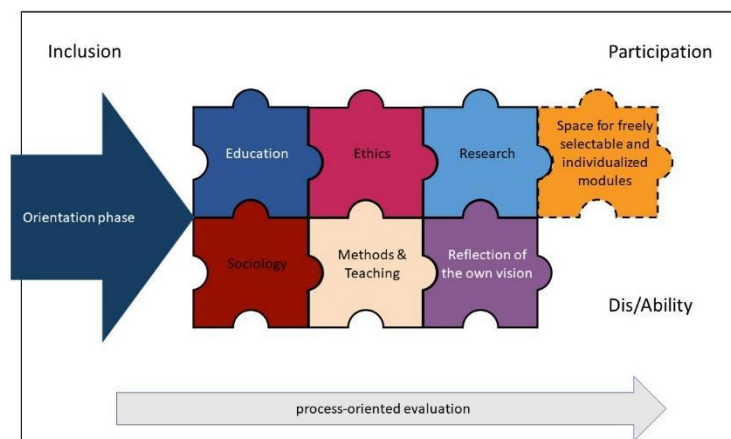 Inclusion
Participation
Education
Ethics
Research
Space for freely
selectable and
individualized
modules
Orientation phase
Sociology
Methods &
Teaching
Reflection of
the own vision
Dis/Ability
process-oriented evaluation